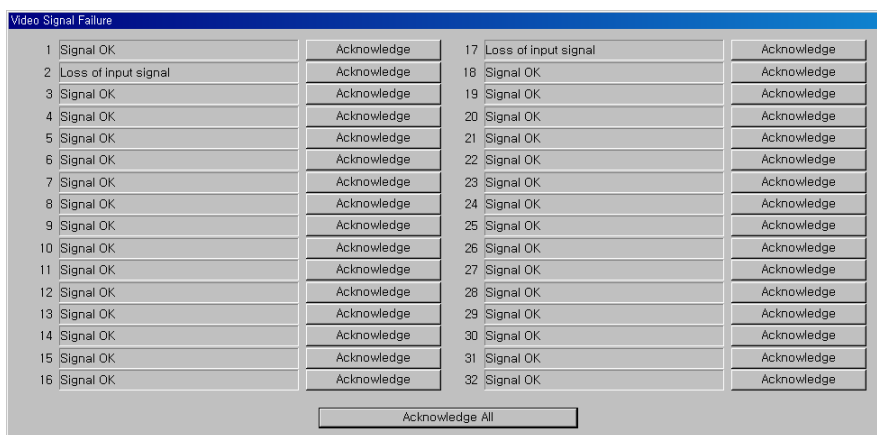 Video Signal Failure
1 Signal OK Acknowledge 17 Loss of input signal Acknowledge
2 Loss of input signal Acknowledge 18 Signal OK Acknowledge
3 Signal OK Acknowledge 19 Signal OK Acknowledge
4 Signal OK Acknowledge 20 Signal OK Acknowledge
5 Signal OK Acknowledge 21 Signal OK Acknowledge
6 Signal OK Acknowledge 22 Signal OK Acknowledge
7 Signal OK Acknowledge 23 Signal OK Acknowledge
8 Signal OK Acknowledge 24 Signal OK Acknowledge
9 Signal OK Acknowledge 25 Signal OK Acknowledge
10 Signal OK Acknowledge 26 Signal OK Acknowledge
11 Signal OK Acknowledge 27 Signal OK Acknowledge
12 Signal OK Acknowledge 28 Signal OK Acknowledge
13 Signal OK Acknowledge 29 Signal OK Acknowledge
14 Signal OK Acknowledge 30 Signal OK Acknowledge
15 Signal OK Acknowledge 31 Signal OK Acknowledge
16 Signal OK Acknowledge 32 Signal OK Acknowledge
Acknowledge All